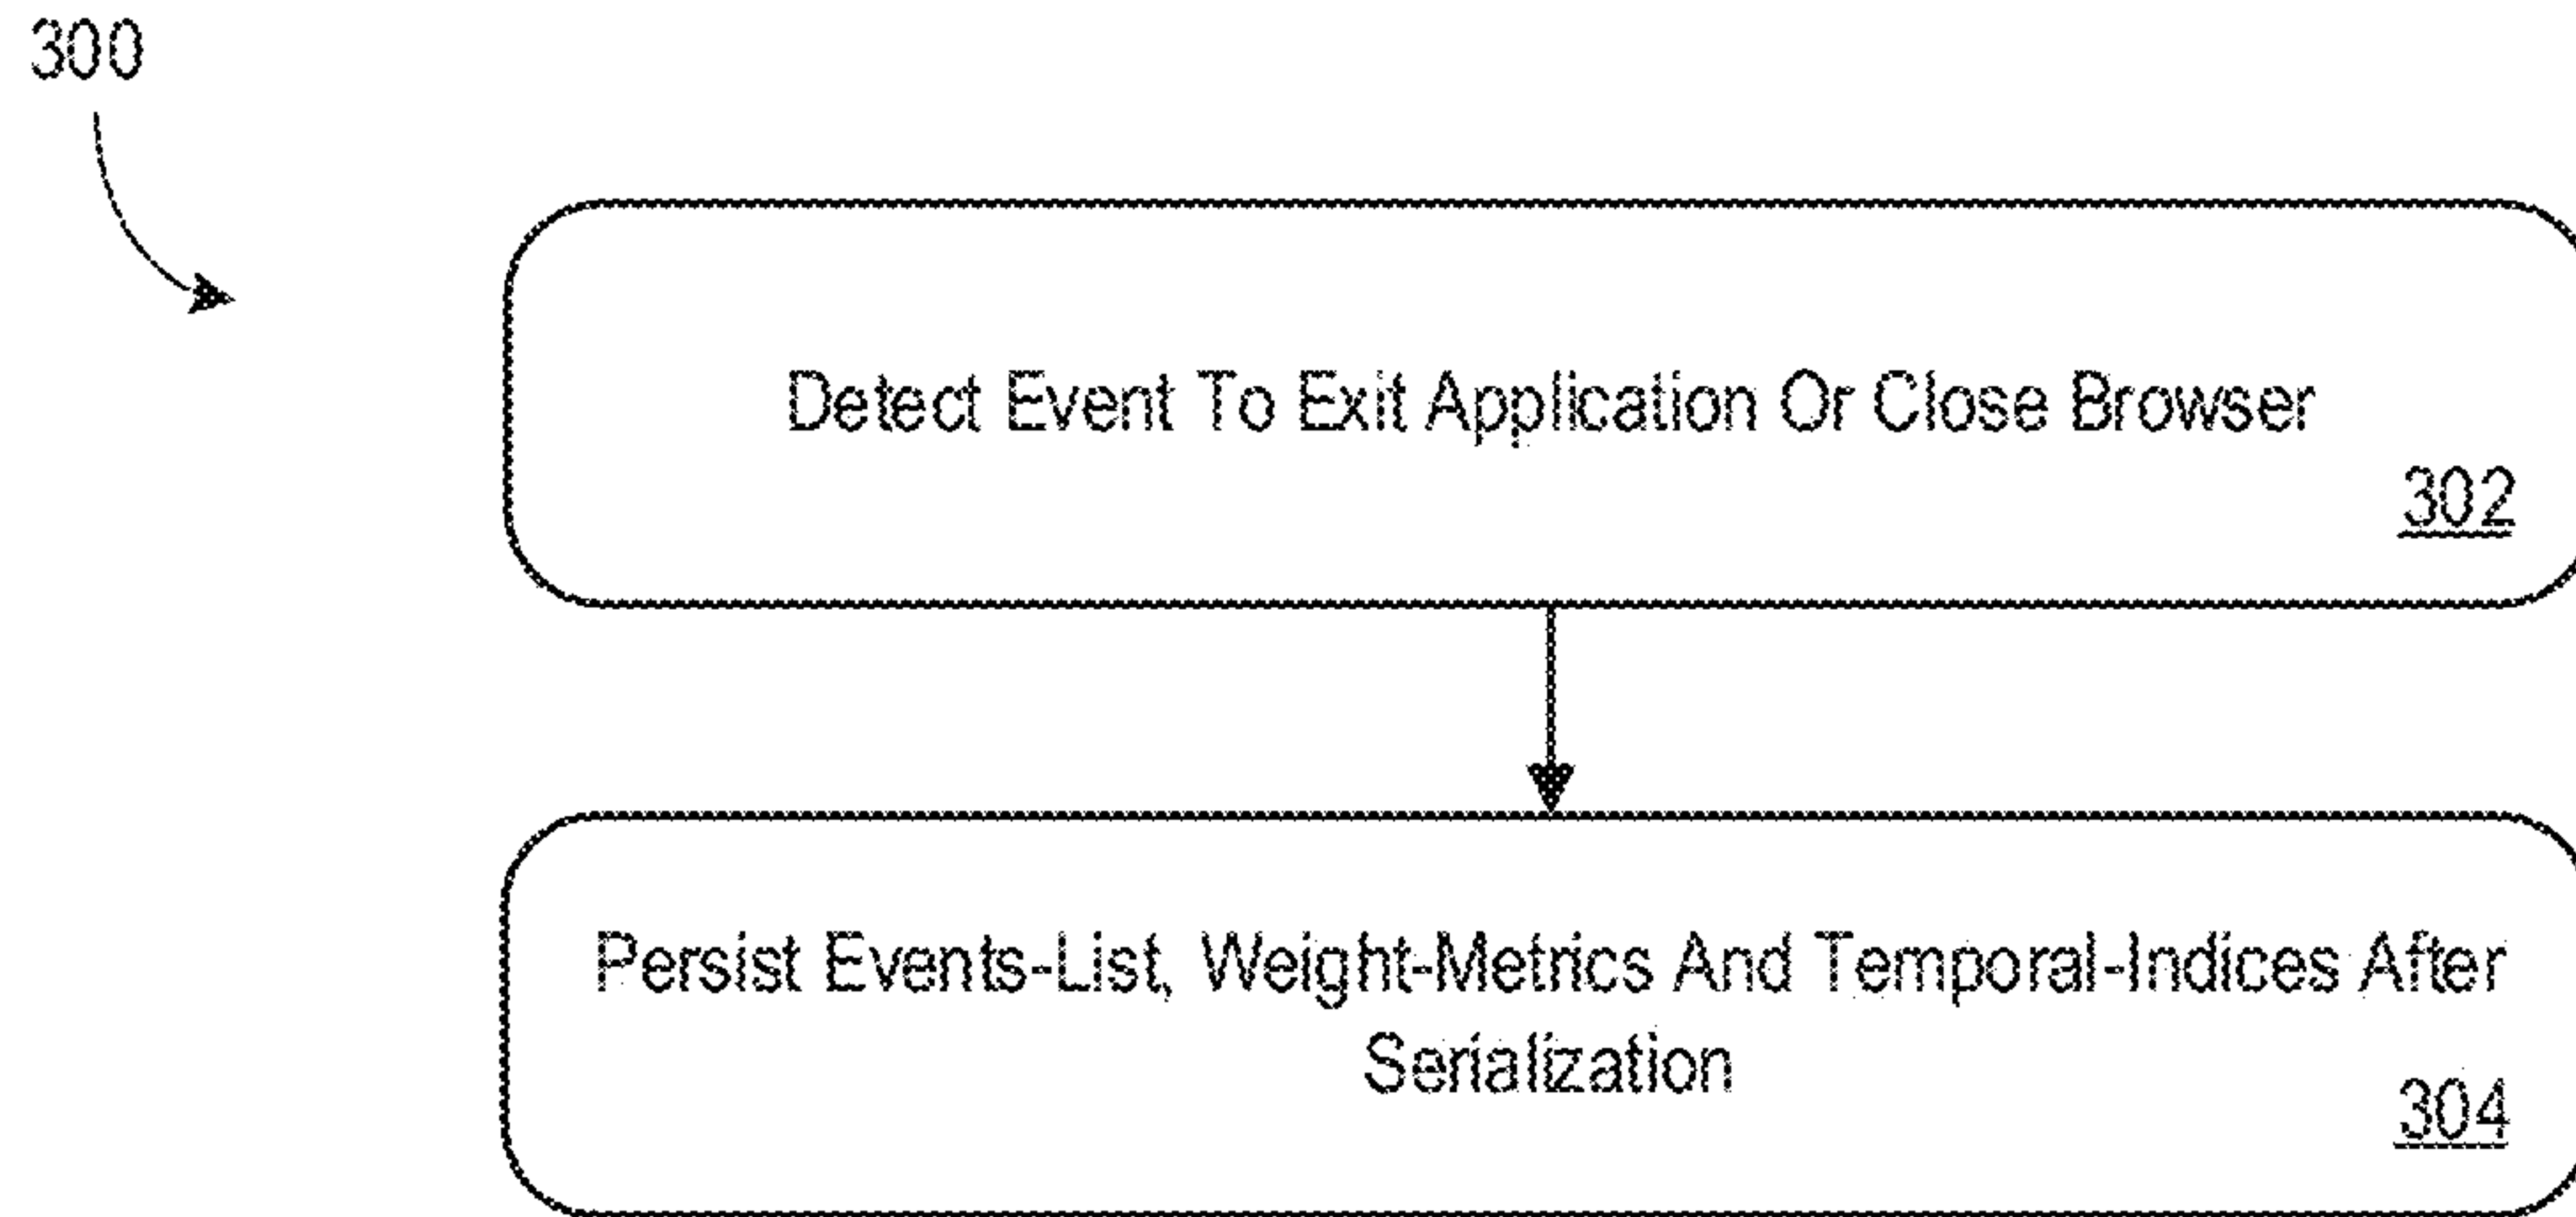 300
Detect Event To Exit Application Or Close Browser
302
Persist Events-List, Weight-Metrics And Temporal-Indices After
Serialization
304